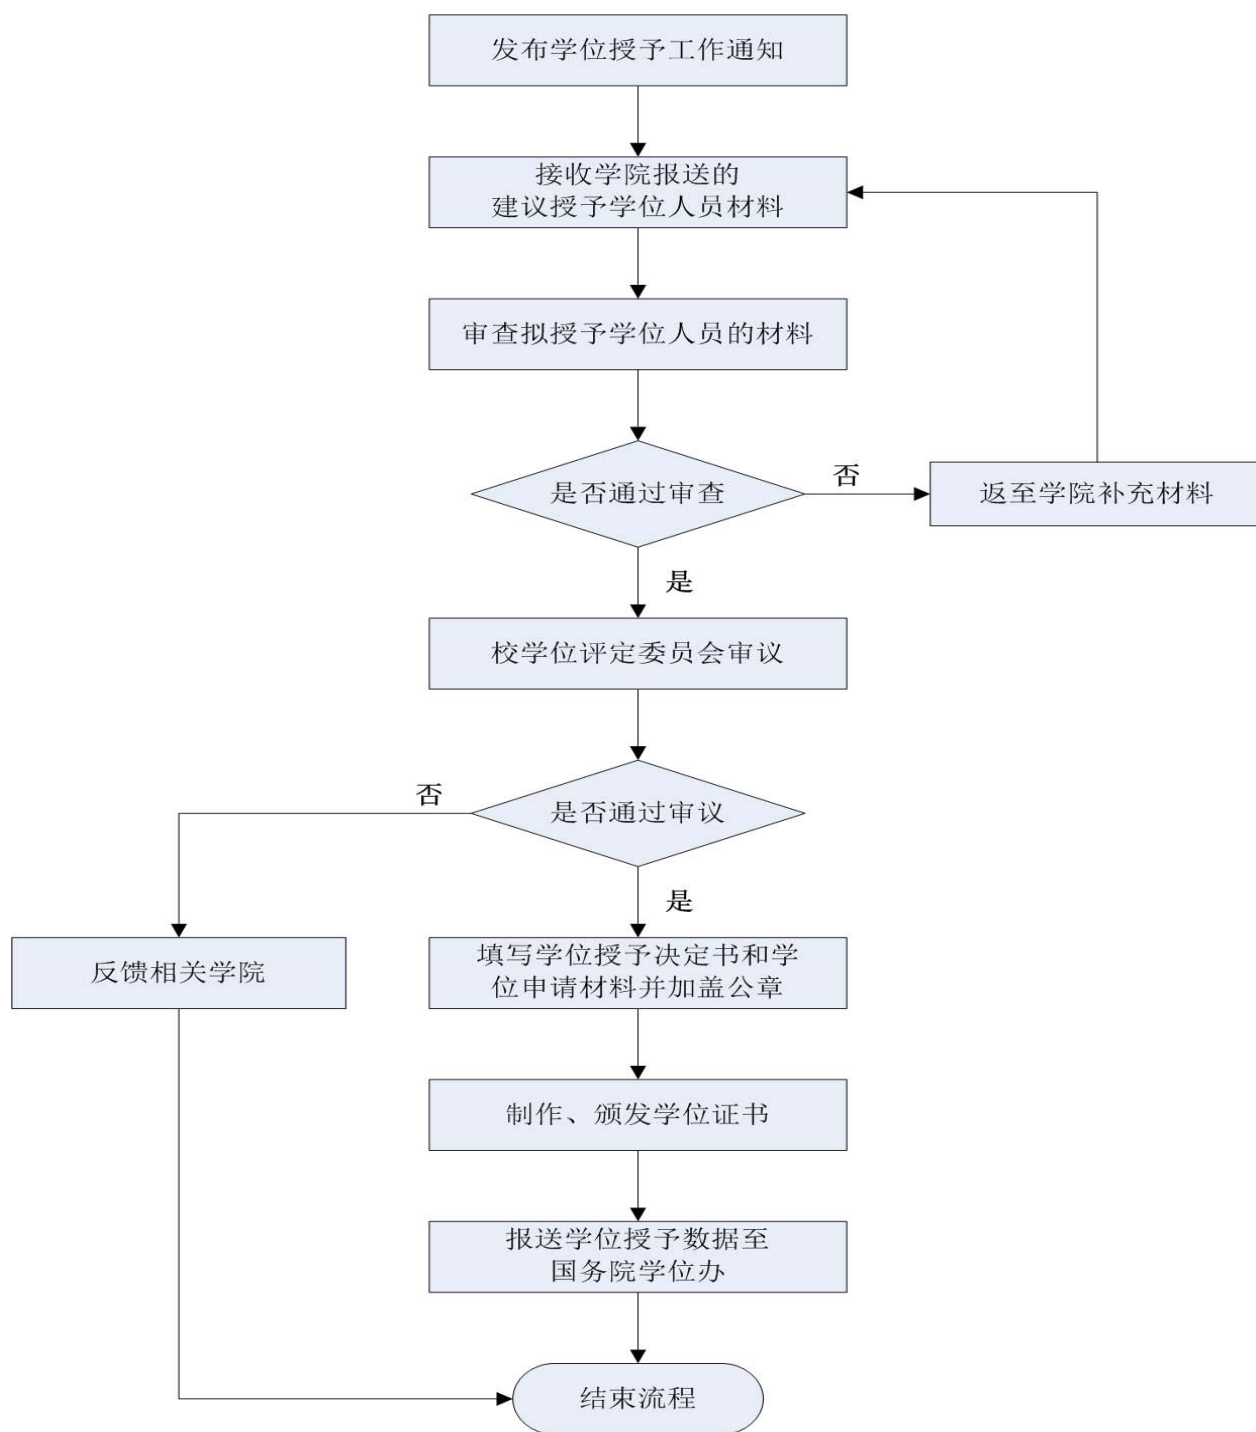 发布学位授予工作通知
接收学院报送的
建议授予学位人员材料
审查拟授予学位人员的材料
是否通过审查
否
返至学院补充材料
是
校学位评定委员会审议
否
是否通过审议
是
反馈相关学院
填写学位授予决定书和学
位申请材料并加盖公章
制作、颁发学位证书
报送学位授予数据至
国务院学位办
结束流程